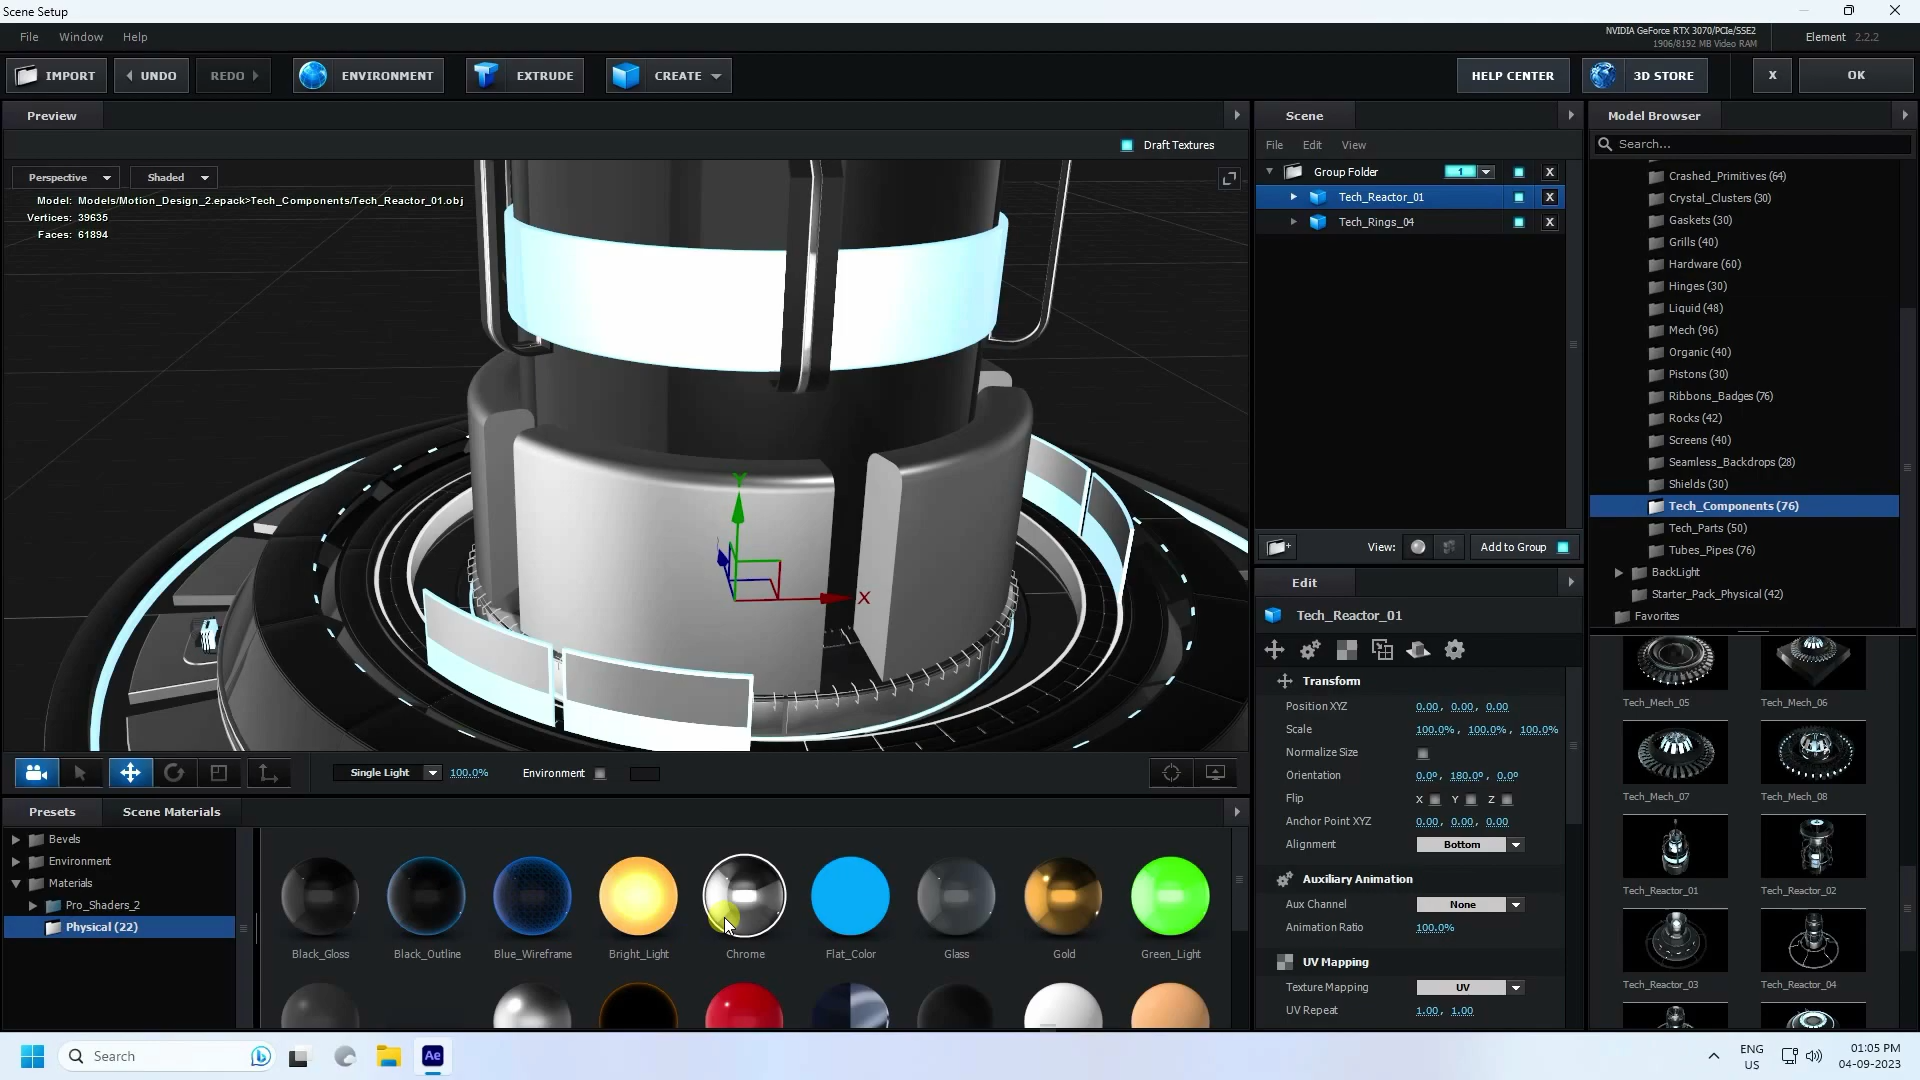 Scene Setup
File Window Help
NVIDIA GeForce RTX 3070/PCIe/SSE2
1906/8192 MB Video RAM
Element 2.2.2
IMPORT UNDO REDO ENVIRONMENT EXTRUDE CREATE HELP CENTER 3D STORE X OK
Preview
Draft Textures
Perspective Shaded
Model: Models/Motion_Design_2.epack>Tech_Components/Tech_Reactor_01.obj
Vertices: 39635
Faces: 61894
Y
X
Single Light 100.0% Environment
Scene
File Edit View
Group Folder 1 X
Tech_Reactor_01 X
Tech_Rings_04 X
View: Add to Group
Edit
Tech_Reactor_01
Transform
Position XYZ 0.00, 0.00, 0.00
Scale 100.0%, 100.0%, 100.0%
Normalize Size
Orientation 0.0º, 180.0º, 0.0º
Flip X Y Z
Anchor Point XYZ 0.00, 0.00, 0.00
Alignment Bottom
Auxiliary Animation
Aux Channel None
Animation Ratio 100.0%
UV Mapping
Texture Mapping UV
UV Repeat 1.00, 1.00
Model Browser
Search...
Crashed_Primitives (64)
Crystal_Clusters (30)
Gaskets (30)
Grills (40)
Hardware (60)
Hinges (30)
Liquid (48)
Mech (96)
Organic (40)
Pistons (30)
Ribbons_Badges (76)
Rocks (42)
Screens (40)
Seamless_Backdrops (28)
Shields (30)
Tech_Components (76)
Tech_Parts (50)
Tubes_Pipes (76)
BackLight
Starter_Pack_Physical (42)
Favorites
Tech_Mech_05 Tech_Mech_06
Tech_Mech_07 Tech_Mech_08
Tech_Reactor_01 Tech_Reactor_02
Tech_Reactor_03 Tech_Reactor_04
Presets Scene Materials
Bevels
Environment
Materials
Pro_Shaders_2
Physical (22)
Black_Gloss Black_Outline Blue_Wireframe Bright_Light Chrome Flat_Color Glass Gold Green_Light
Search
Ae
ENG
US
01:05 PM
04-09-2023